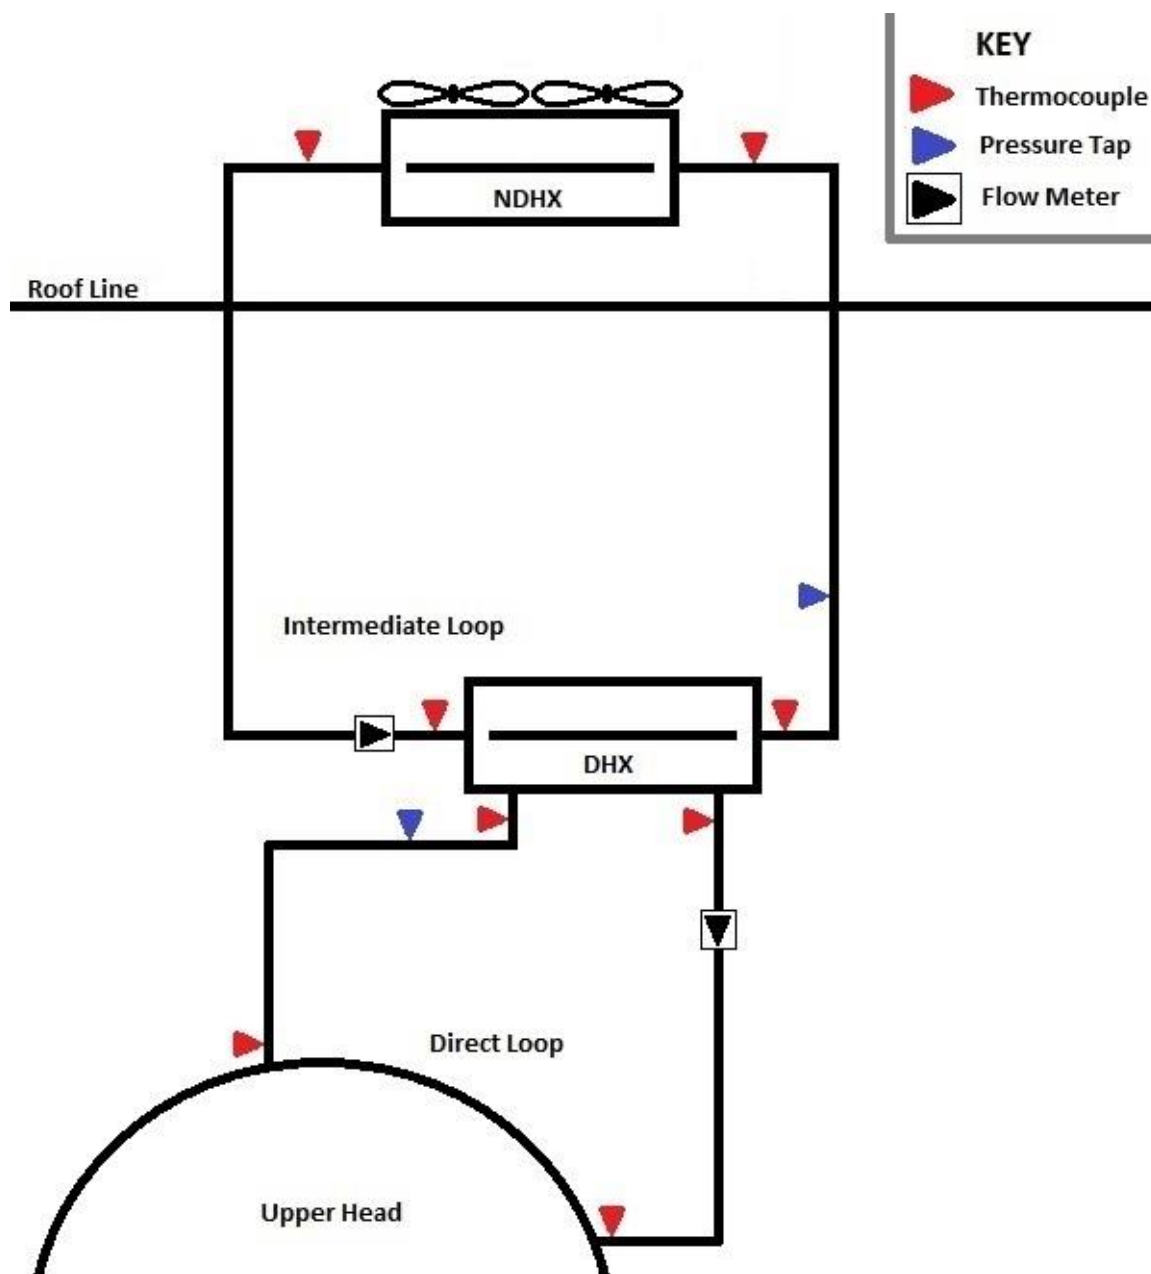 KEY
Thermocouple
Pressure Tap
Flow Meter
NDHX
Roof Line
Intermediate Loop
DHX
Direct Loop
Upper Head